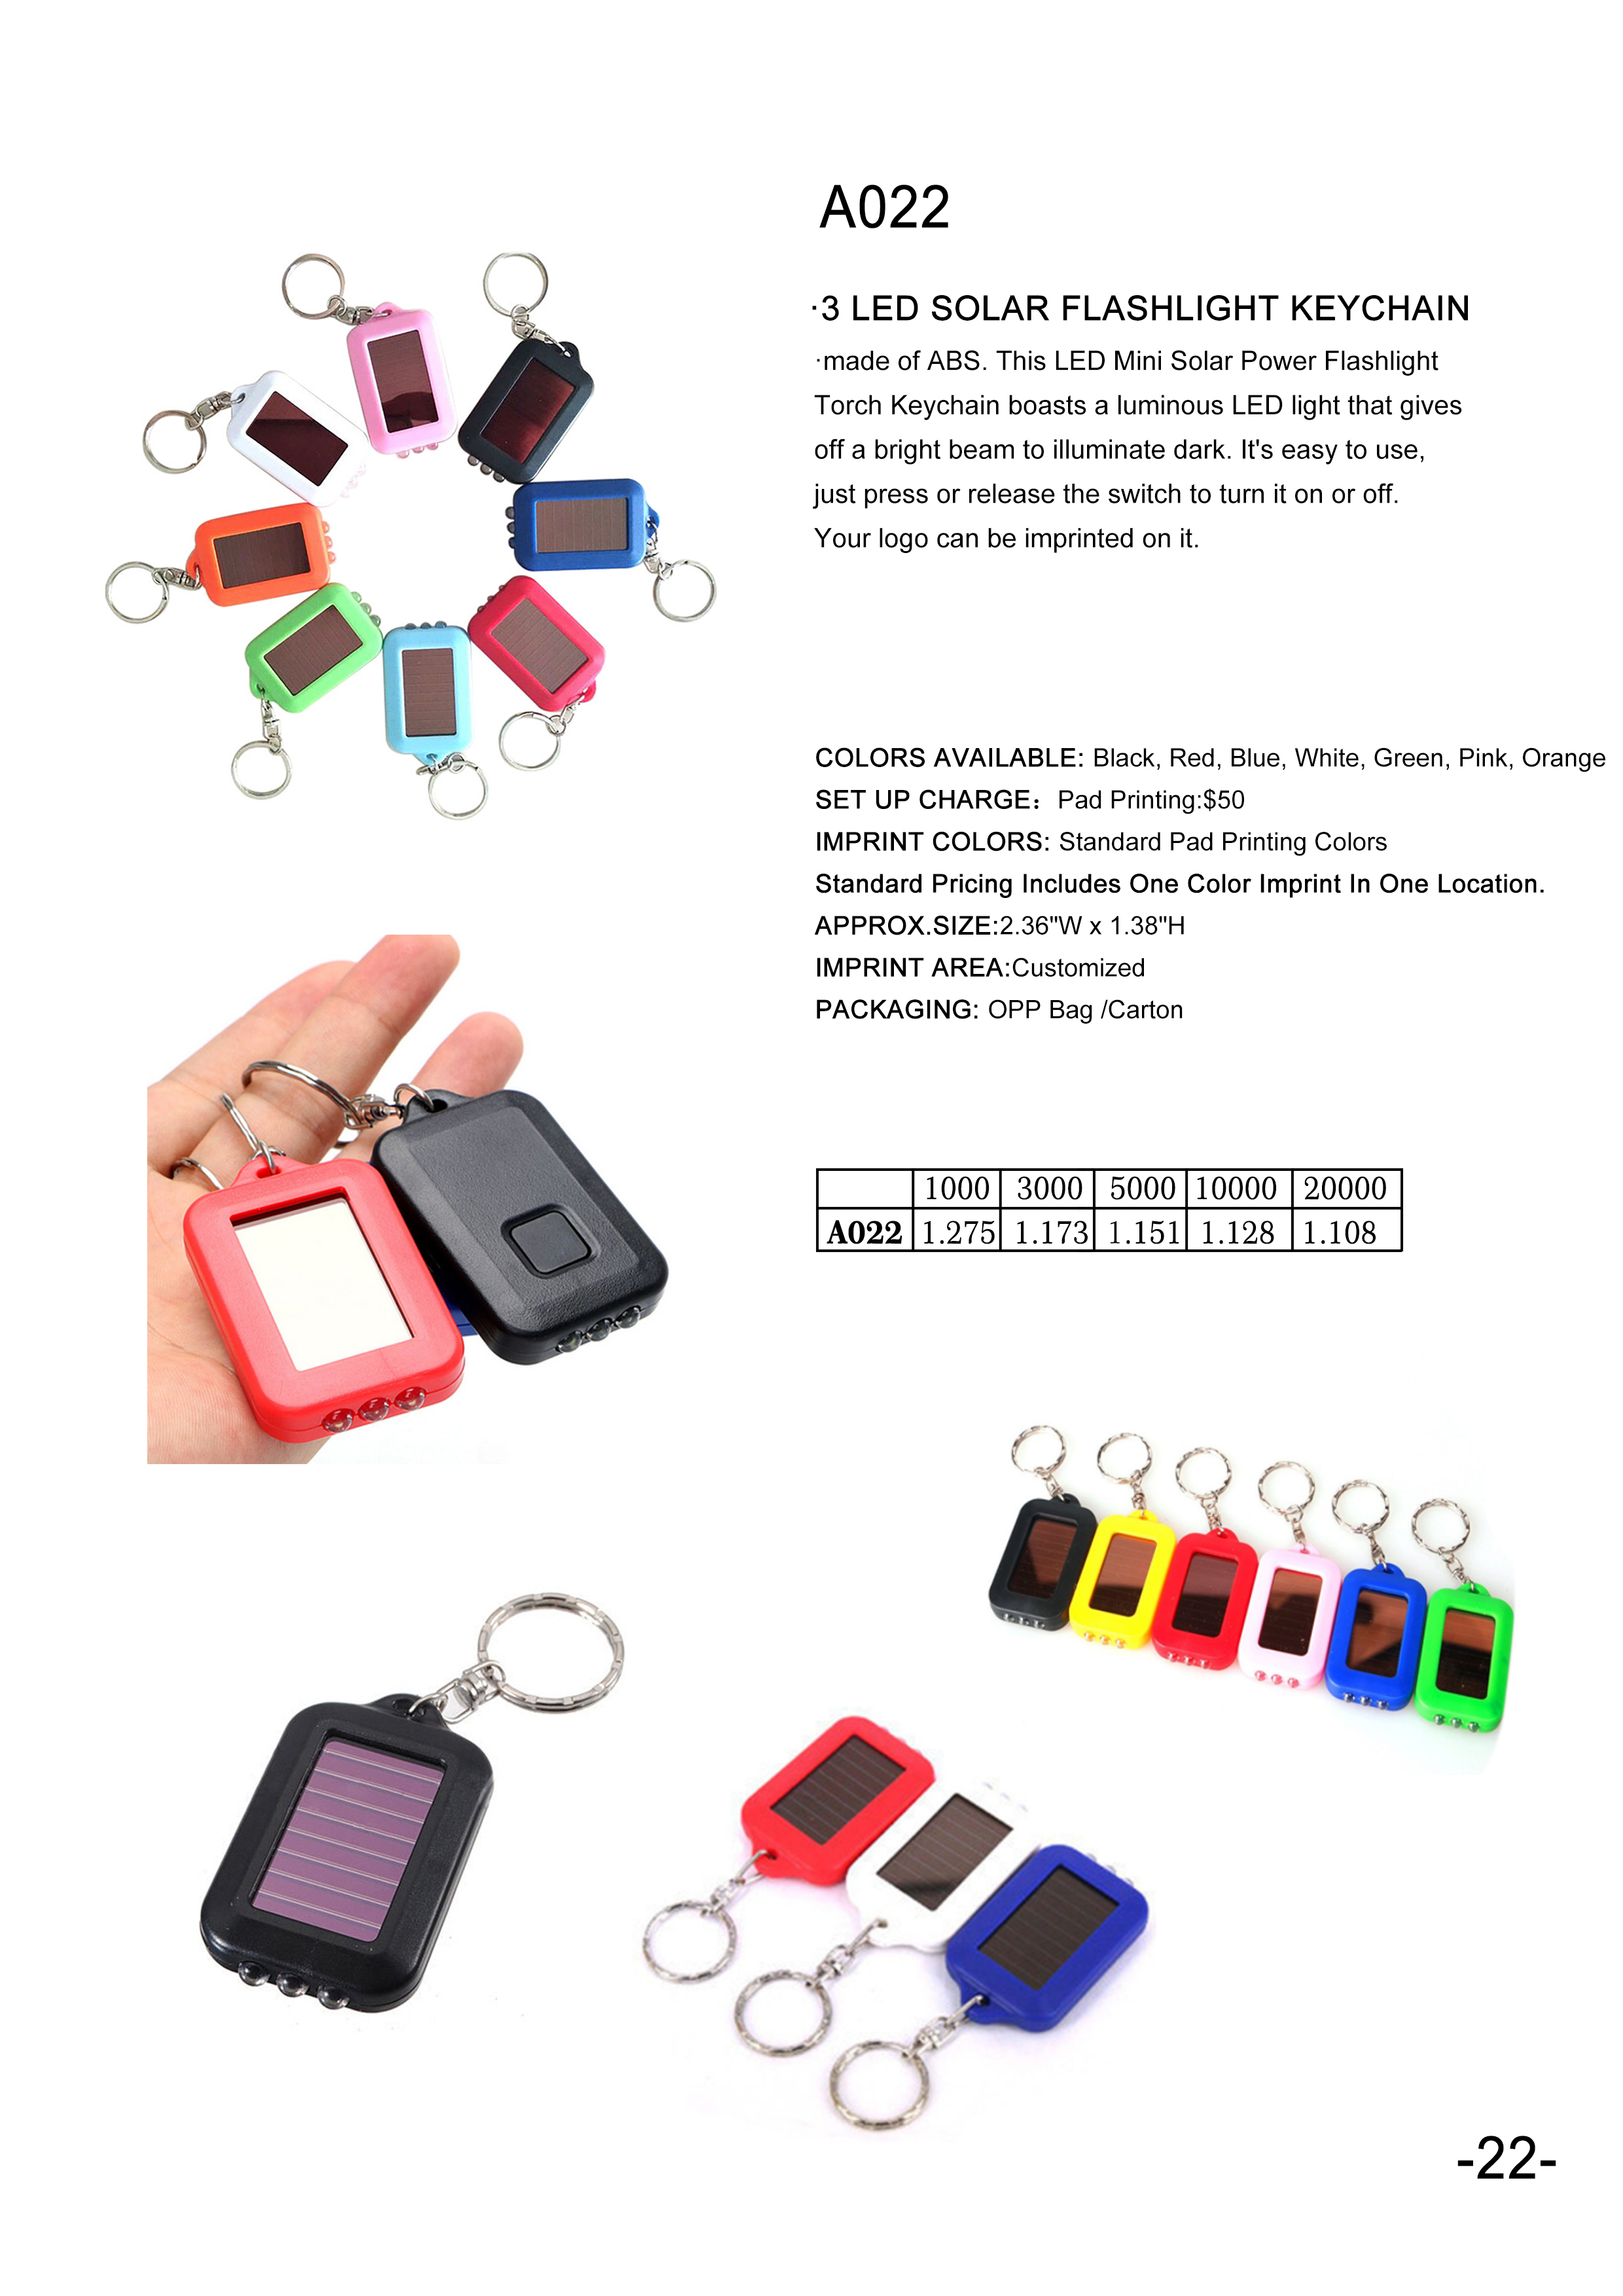 A022
·3 LED SOLAR FLASHLIGHT KEYCHAIN
·made of ABS. This LED Mini Solar Power Flashlight
Torch Keychain boasts a luminous LED light that gives
off a bright beam to illuminate dark. It's easy to use,
just press or release the switch to turn it on or off.
Your logo can be imprinted on it.
COLORS AVAILABLE: Black, Red, Blue, White, Green, Pink, Orange
SET UP CHARGE：Pad Printing:$50
IMPRINT COLORS: Standard Pad Printing Colors
Standard Pricing Includes One Color Imprint In One Location.
APPROX.SIZE:2.36"W x 1.38"H
IMPRINT AREA:Customized
PACKAGING: OPP Bag /Carton
1000 3000 5000 10000 20000
A022 1.275 1.173 1.151 1.128 1.108
-22-